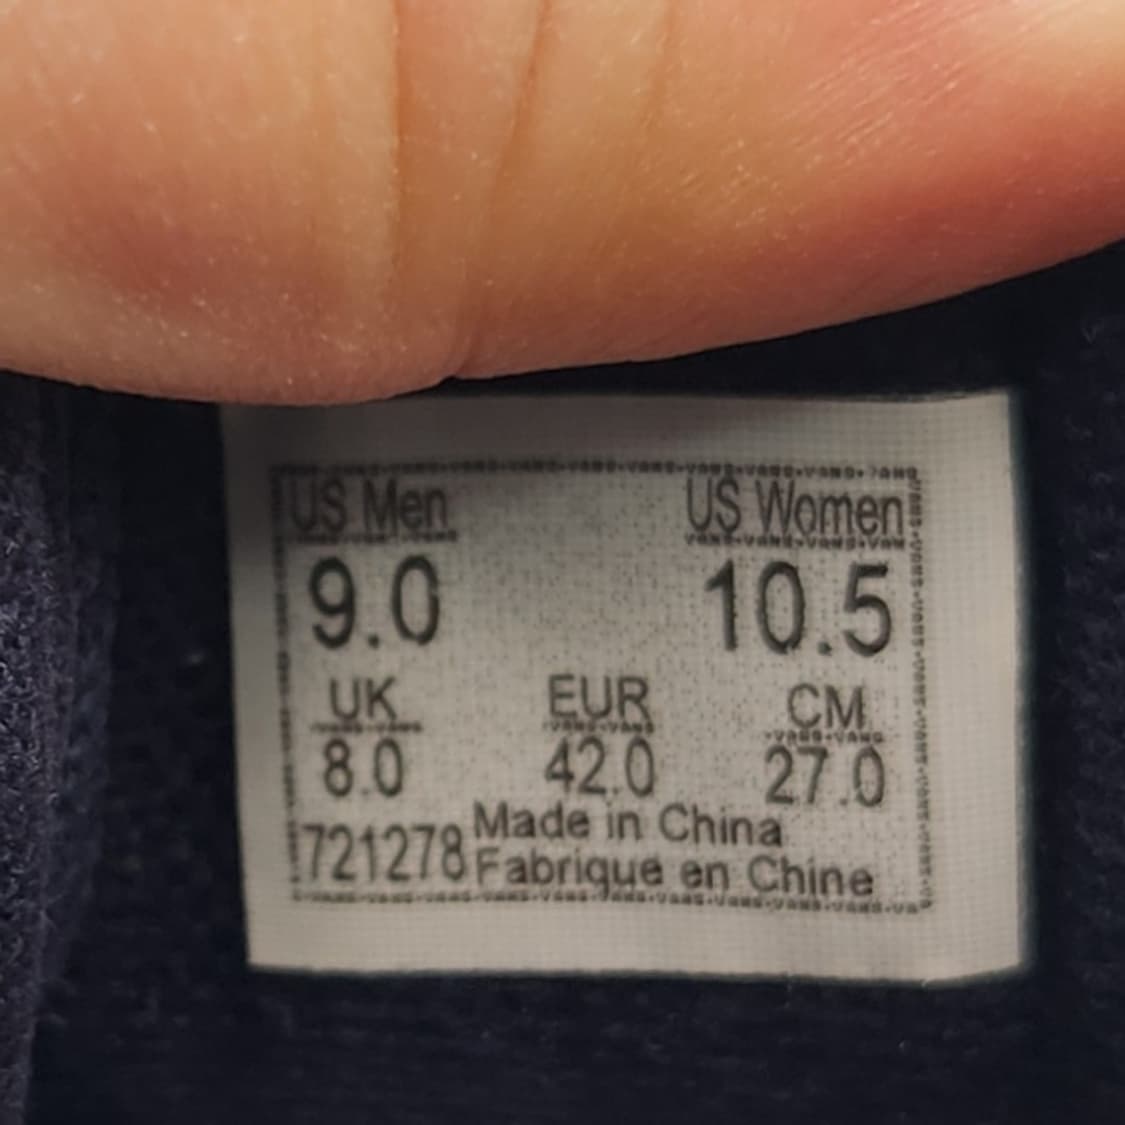 US Men US Women
9.0 10.5
UK EUR CM
8.0 42.0 27.0
721278 Made in China
Fabrique en Chine